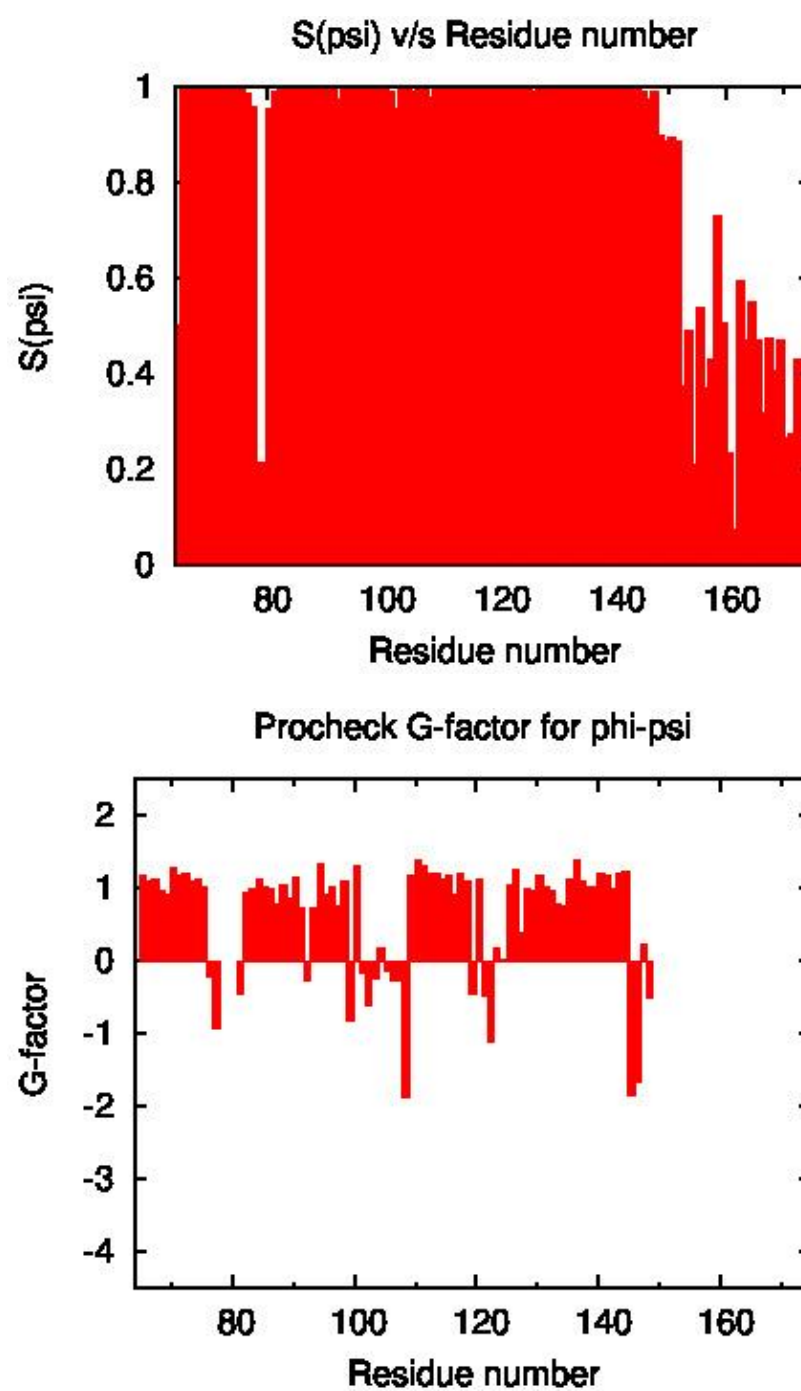 S(psi) v/s Residue number
1
0.8
0.6
0.4
0.2
0
S(psi)
80 100 120 140 160
Residue number
Procheck G-factor for phi-psi
2
1
0
-1
-2
-3
-4
G-factor
80 100 120 140 160
Residue number